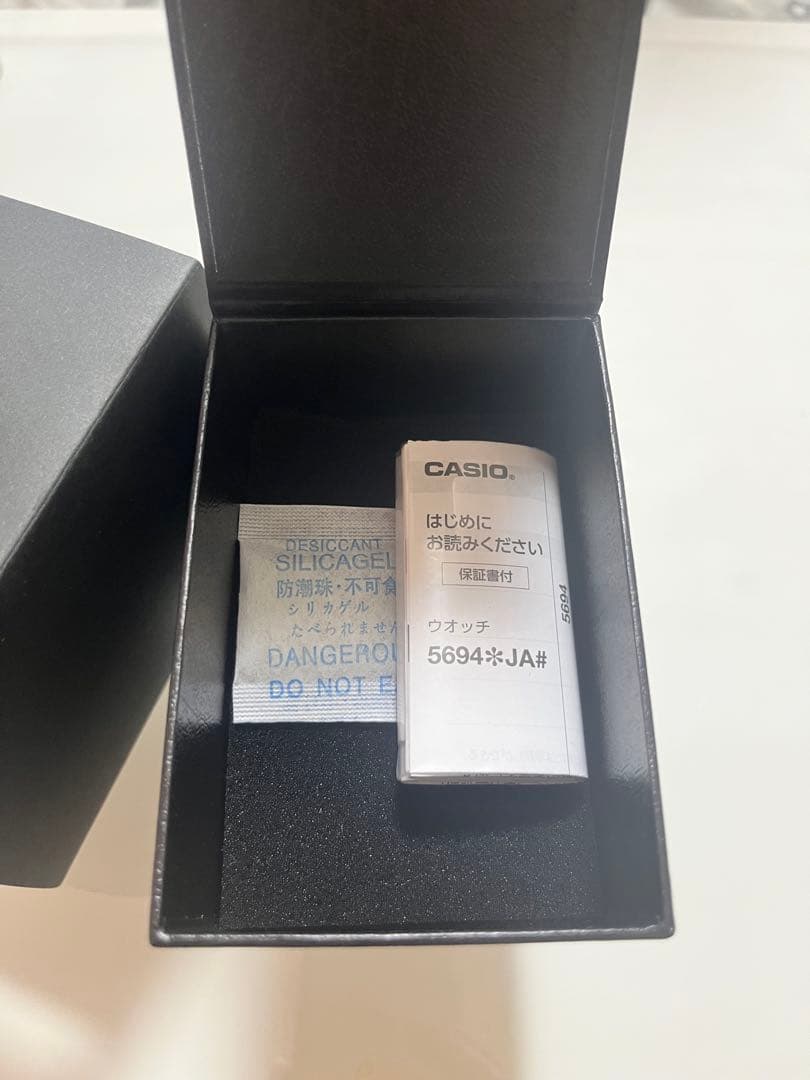 DESICCANT
SILICAGEL
防潮珠·不可食
シリカゲル
たべられません
DANGEROU
DO NOT E
CASIO®
はじめに
お読みください
保証書付
ウオッチ
5694✽JA#
5694